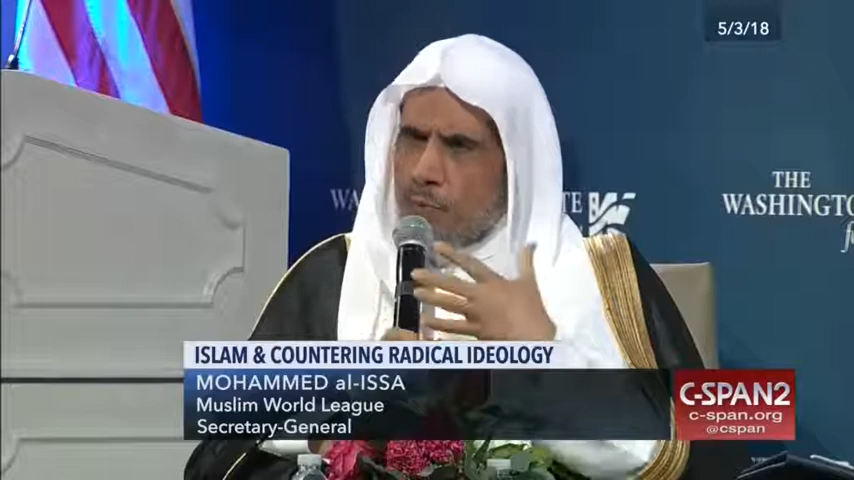 5/3/18
THE
WASHINGTO
ISLAM & COUNTERING RADICAL IDEOLOGY
MOHAMMED al-ISSA
Muslim World League
Secretary-General
C-SPAN2
c-span.org
@cspan